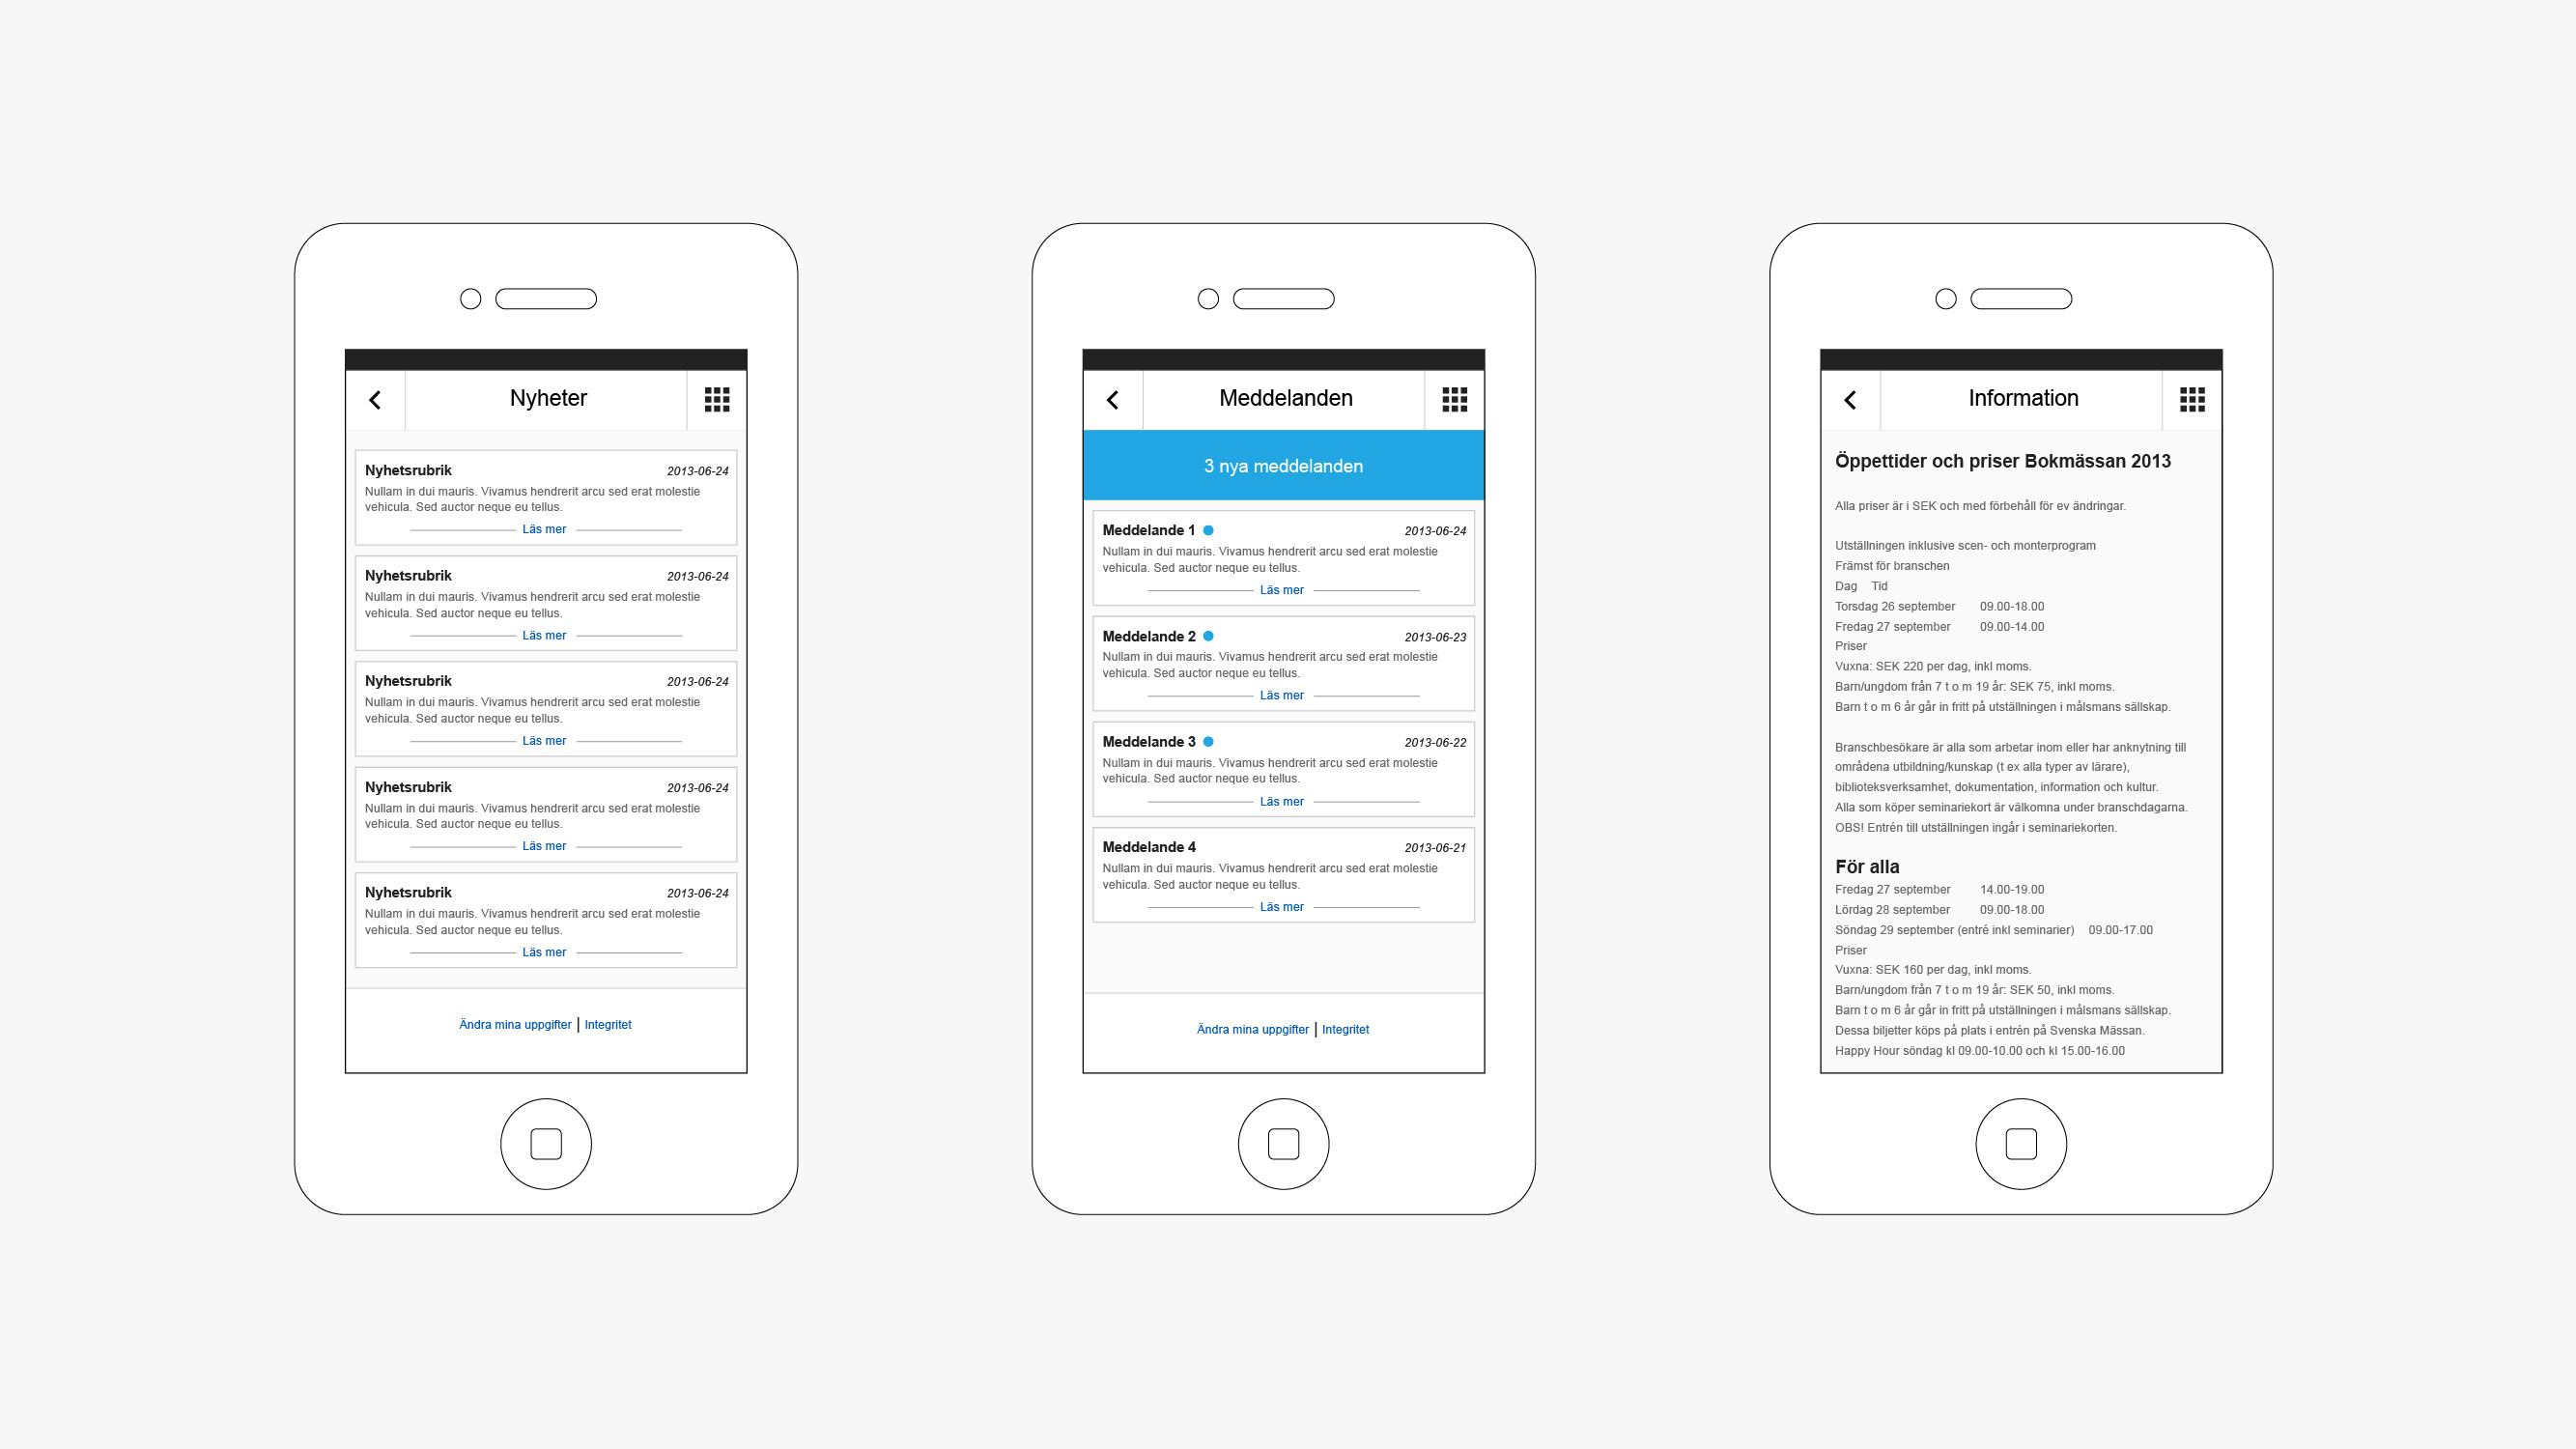 Nyheter
Nyhetsrubrik 2013-06-24
Nullam in dui mauris. Vivamus hendrerit arcu sed erat molestie
vehicula. Sed auctor neque eu tellus.
Läs mer
Nyhetsrubrik 2013-06-24
Nullam in dui mauris. Vivamus hendrerit arcu sed erat molestie
vehicula. Sed auctor neque eu tellus.
Läs mer
Nyhetsrubrik 2013-06-24
Nullam in dui mauris. Vivamus hendrerit arcu sed erat molestie
vehicula. Sed auctor neque eu tellus.
Läs mer
Nyhetsrubrik 2013-06-24
Nullam in dui mauris. Vivamus hendrerit arcu sed erat molestie
vehicula. Sed auctor neque eu tellus.
Läs mer
Nyhetsrubrik 2013-06-24
Nullam in dui mauris. Vivamus hendrerit arcu sed erat molestie
vehicula. Sed auctor neque eu tellus.
Läs mer
Ändra mina uppgifter | Integritet
Meddelanden
3 nya meddelanden
Meddelande 1 2013-06-24
Nullam in dui mauris. Vivamus hendrerit arcu sed erat molestie
vehicula. Sed auctor neque eu tellus.
Läs mer
Meddelande 2 2013-06-23
Nullam in dui mauris. Vivamus hendrerit arcu sed erat molestie
vehicula. Sed auctor neque eu tellus.
Läs mer
Meddelande 3 2013-06-22
Nullam in dui mauris. Vivamus hendrerit arcu sed erat molestie
vehicula. Sed auctor neque eu tellus.
Läs mer
Meddelande 4 2013-06-21
Nullam in dui mauris. Vivamus hendrerit arcu sed erat molestie
vehicula. Sed auctor neque eu tellus.
Läs mer
Ändra mina uppgifter | Integritet
Information
Öppettider och priser Bokmässan 2013
Alla priser är i SEK och med förbehåll för ev ändringar.
Utställningen inklusive scen- och monterprogram
Främst för branschen
Dag Tid
Torsdag 26 september 09.00-18.00
Fredag 27 september 09.00-14.00
Priser
Vuxna: SEK 220 per dag, inkl moms.
Barn/ungdom från 7 t o m 19 år: SEK 75, inkl moms.
Barn t o m 6 år går in fritt på utställningen i målsmans sällskap.
Branschbesökare är alla som arbetar inom eller har anknytning till
områdena utbildning/kunskap (t ex alla typer av lärare),
biblioteksverksamhet, dokumentation, information och kultur.
Alla som köper seminariekort är välkomna under branschdagarna.
OBS! Entrén till utställningen ingår i seminariekorten.
För alla
Fredag 27 september 14.00-19.00
Lördag 28 september 09.00-18.00
Söndag 29 september (entré inkl seminarier) 09.00-17.00
Priser
Vuxna: SEK 160 per dag, inkl moms.
Barn/ungdom från 7 t o m 19 år: SEK 50, inkl moms.
Barn t o m 6 år går in fritt på utställningen i målsmans sällskap.
Dessa biljetter köps på plats i entrén på Svenska Mässan.
Happy Hour söndag kl 09.00-10.00 och kl 15.00-16.00